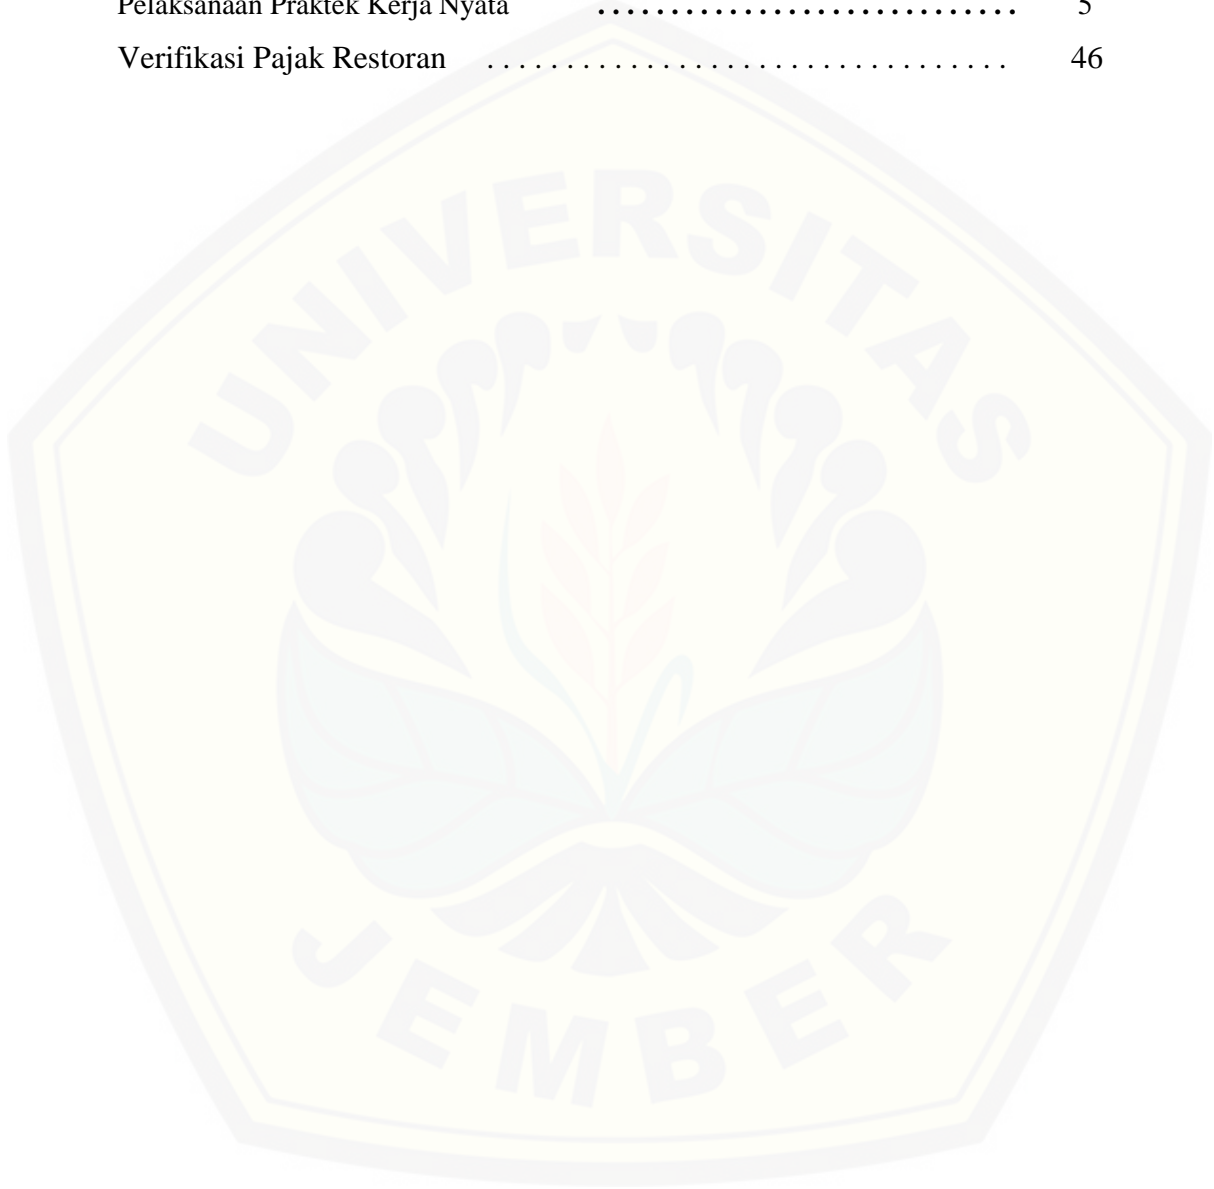 Pelaksanaan Praktek Kerja Nyata ............................. 5
Verifikasi Pajak Restoran ................................. 46
UNIVERSITAS
JEMBER